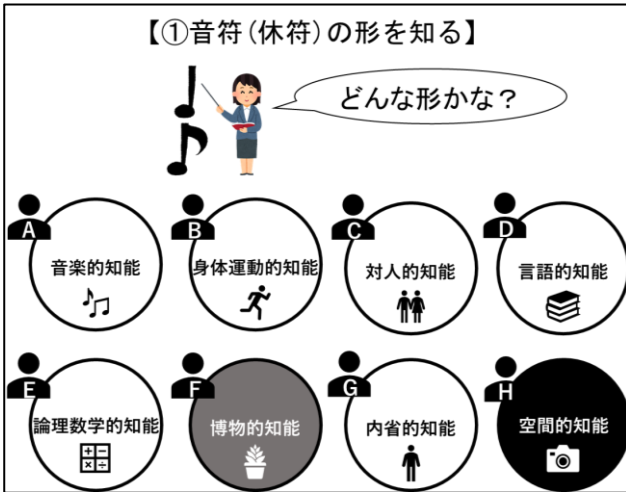 【①音符(休符)の形を知る】
どんな形かな？
A
音楽的知能
B
身体運動的知能
C
対人的知能
D
言語的知能
E
論理数学的知能
F
博物的知能
G
内省的知能
H
空間的知能